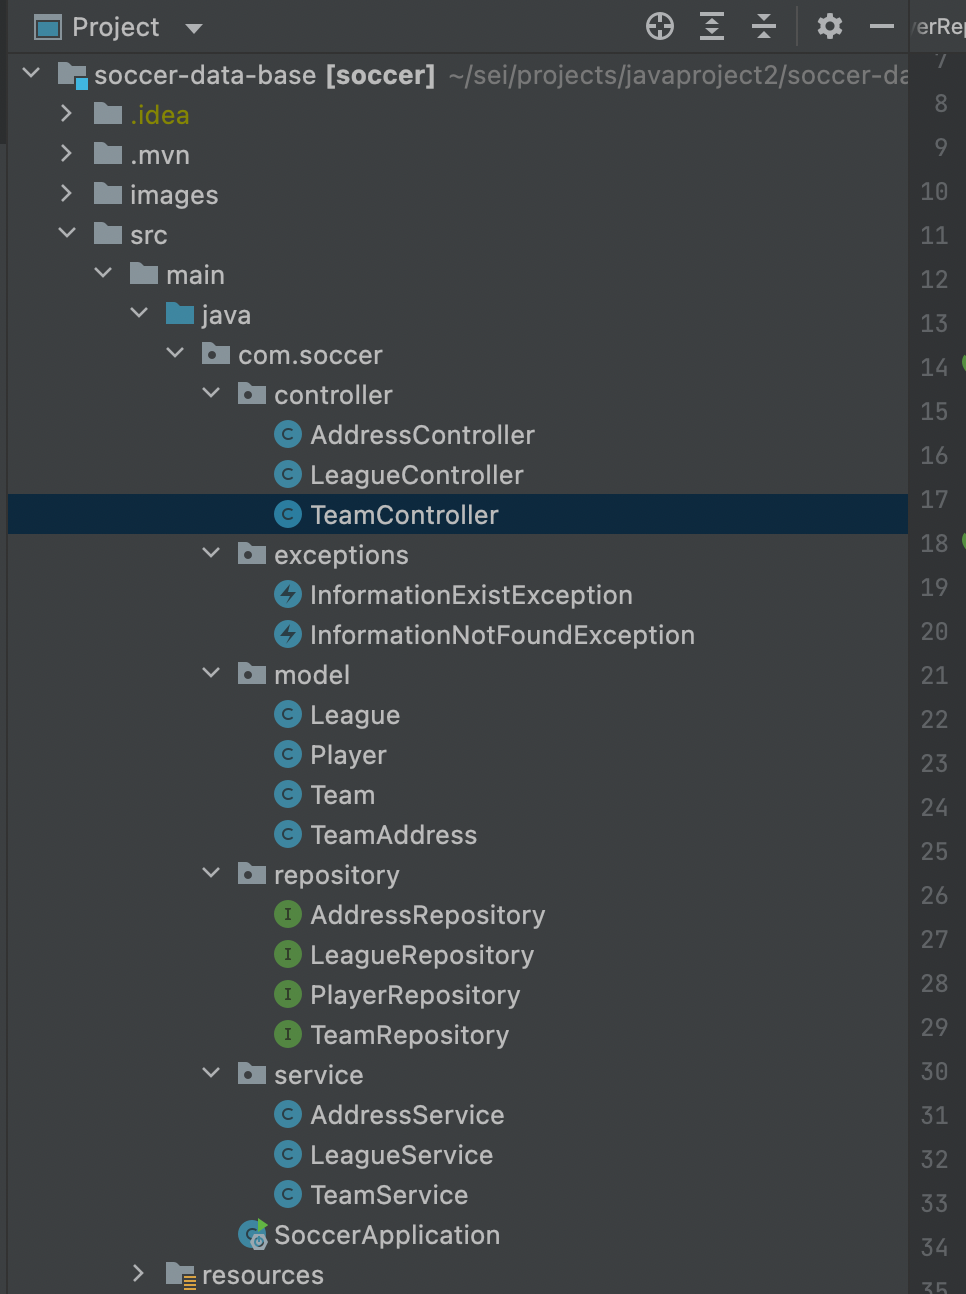 Project
erRep
soccer-data-base [soccer] ~/sei/projects/javaproject2/soccer-da
.idea
.mvn
images
src
main
java
com.soccer
controller
AddressController
LeagueController
TeamController
exceptions
InformationExistException
InformationNotFoundException
model
League
Player
Team
TeamAddress
repository
AddressRepository
LeagueRepository
PlayerRepository
TeamRepository
service
AddressService
LeagueService
TeamService
SoccerApplication
resources
7
8
9
10
11
12
13
14
15
16
17
18
19
20
21
22
23
24
25
26
27
28
29
30
31
32
33
34
35